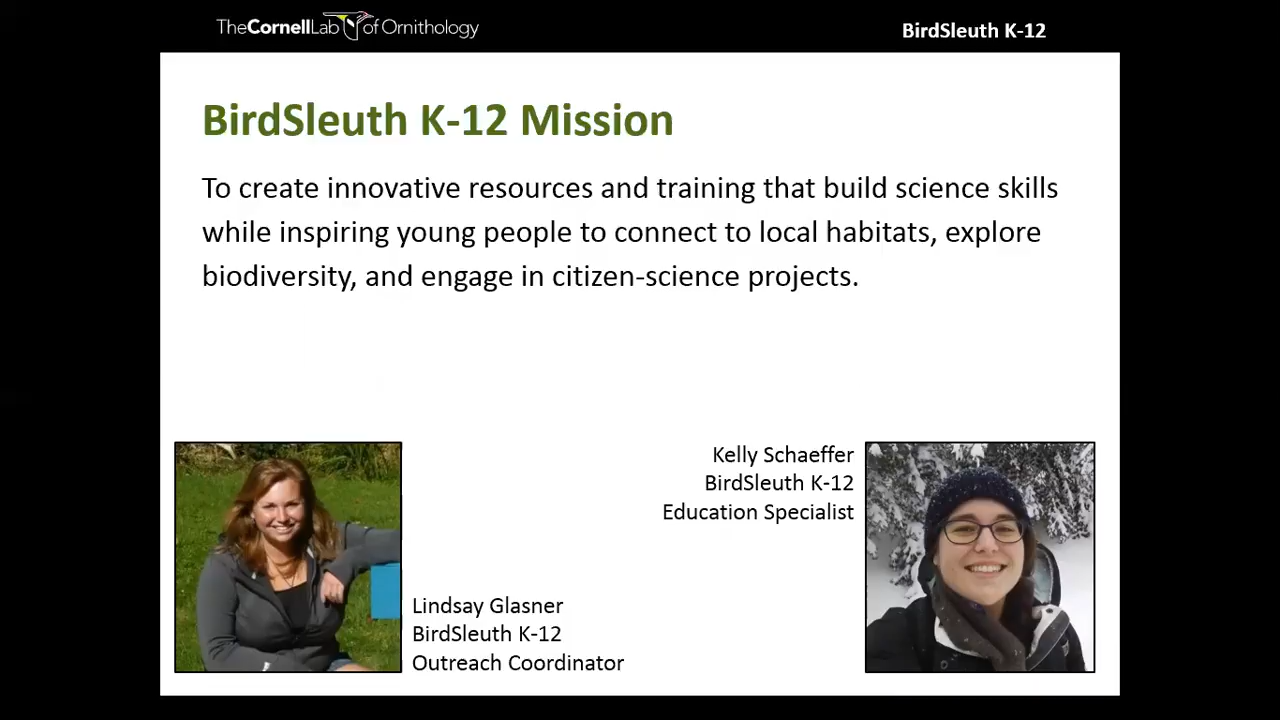 TheCornellLab of Ornithology
BirdSleuth K-12
BirdSleuth K-12 Mission
To create innovative resources and training that build science skills
while inspiring young people to connect to local habitats, explore
biodiversity, and engage in citizen-science projects.
Kelly Schaeffer
BirdSleuth K-12
Education Specialist
Lindsay Glasner
BirdSleuth K-12
Outreach Coordinator